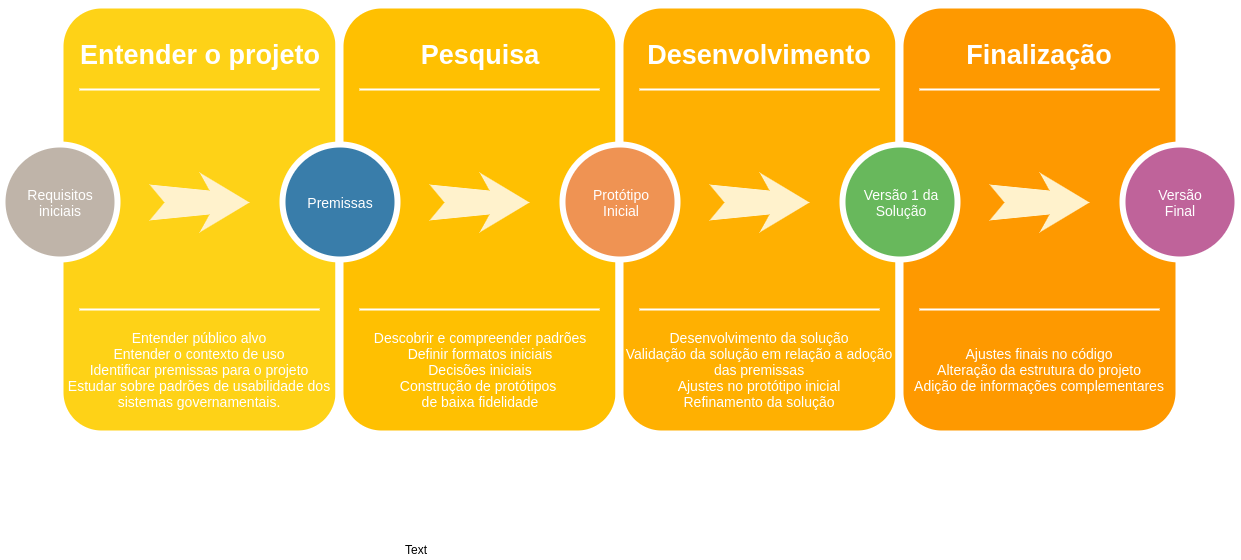 Entender o projeto
Pesquisa
Desenvolvimento
Finalização
Requisitos
iniciais
Premissas
Protótipo
Inicial
Versão 1 da
Solução
Versão
Final
Entender público alvo
Entender o contexto de uso
Identificar premissas para o projeto
Estudar sobre padrões de usabilidade dos
sistemas governamentais.
Descobrir e compreender padrões
Definir formatos iniciais
Decisões iniciais
Construção de protótipos
de baixa fidelidade
Desenvolvimento da solução
Validação da solução em relação a adoção
das premissas
Ajustes no protótipo inicial
Refinamento da solução
Ajustes finais no código
Alteração da estrutura do projeto
Adição de informações complementares
Text